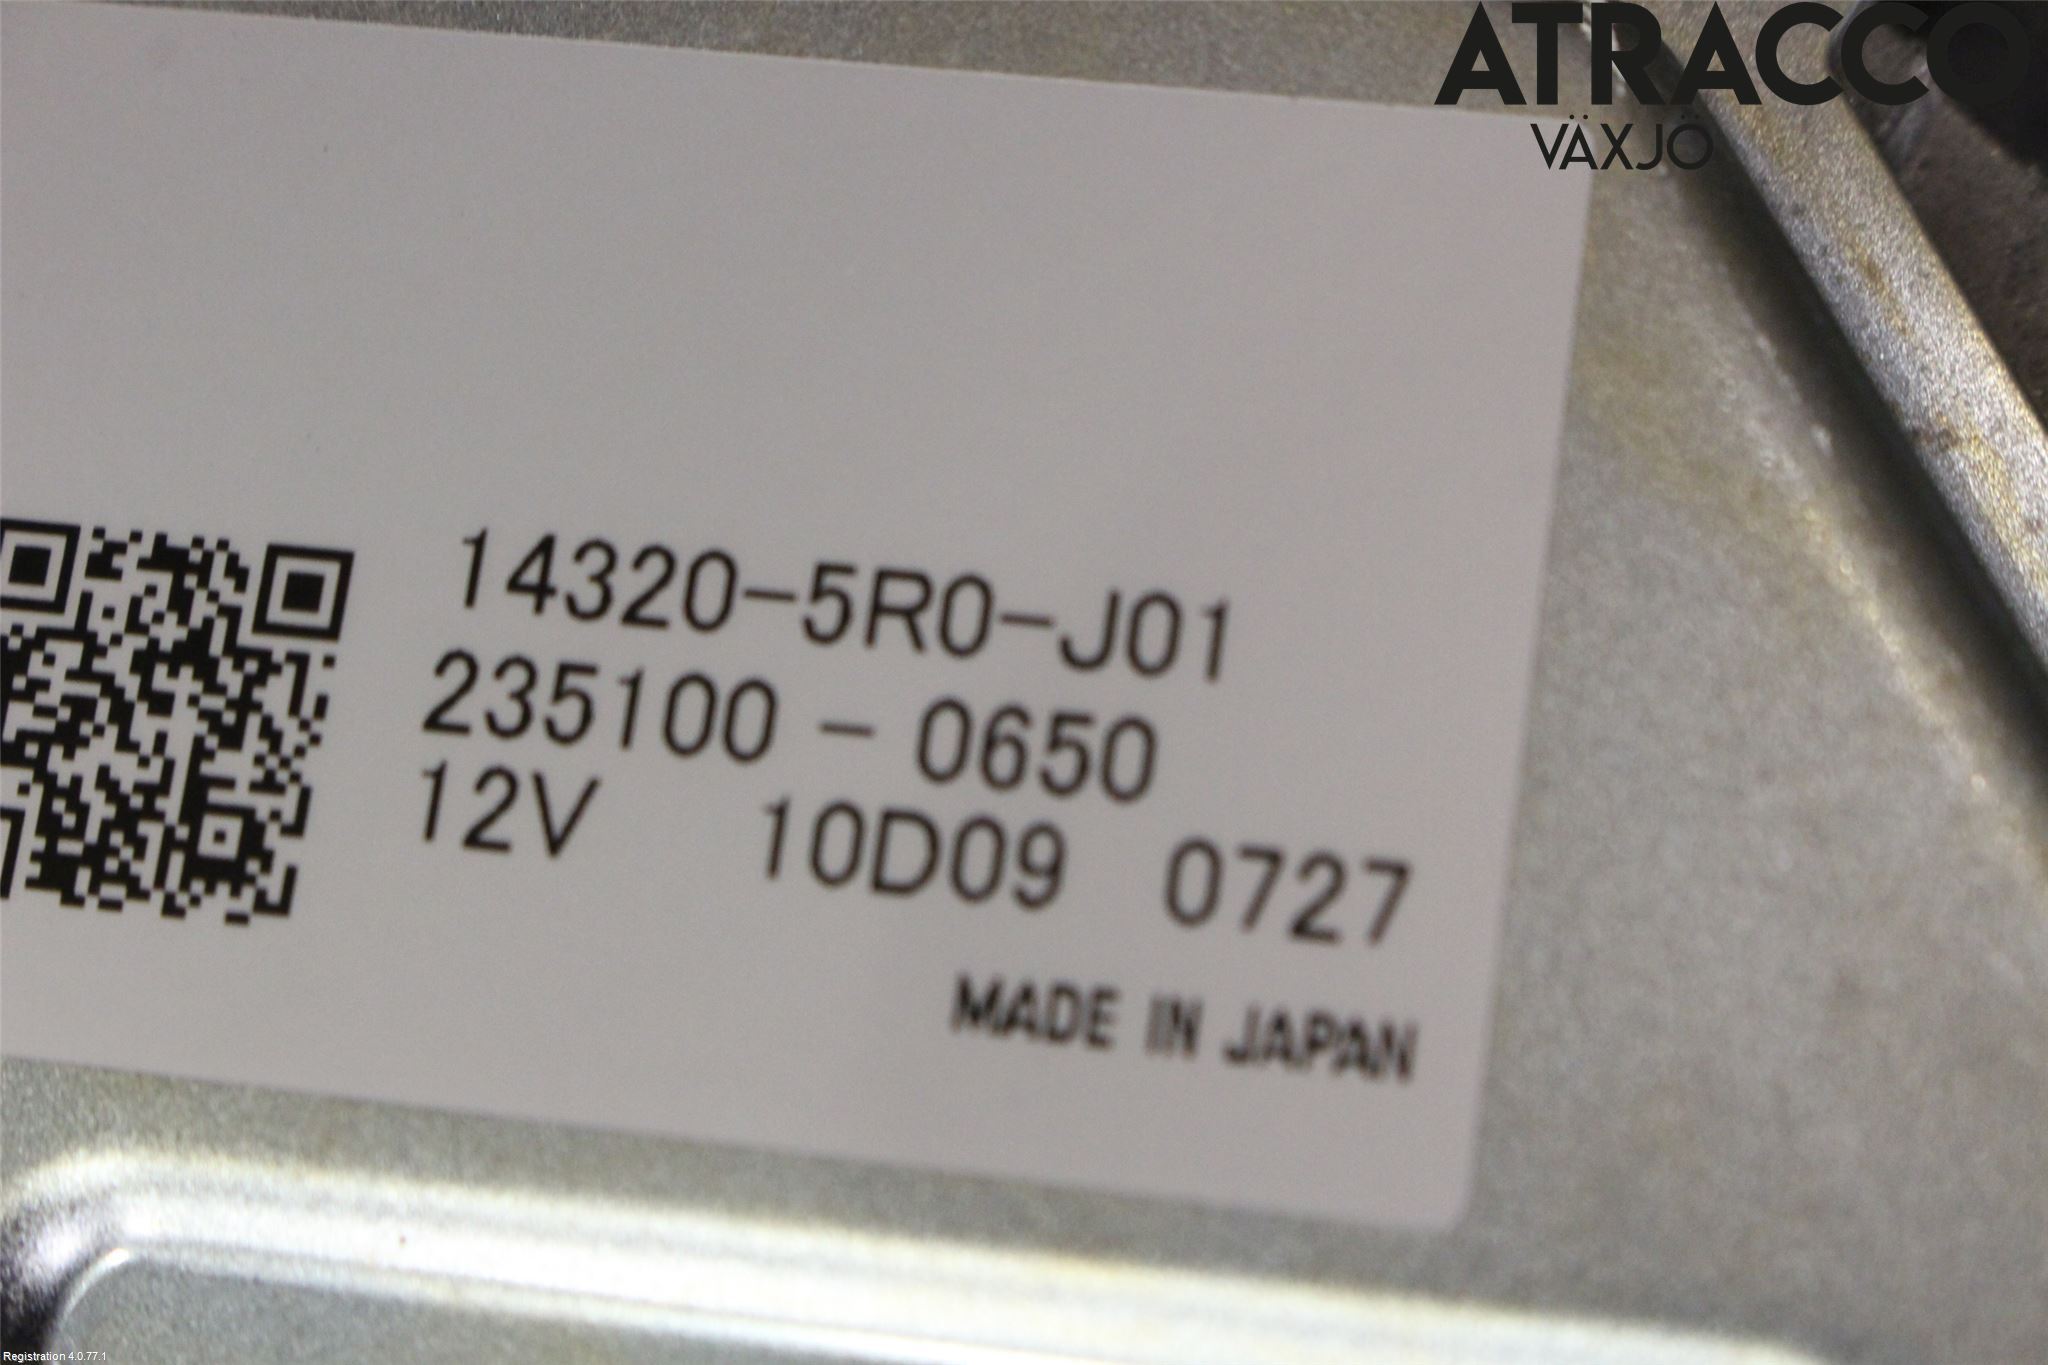 ATRACCO
VÄXJÖ
14320-5R0-J01
235100-0650
12V 10D09 0727
MADE IN JAPAN
Registration 4.0.77.1